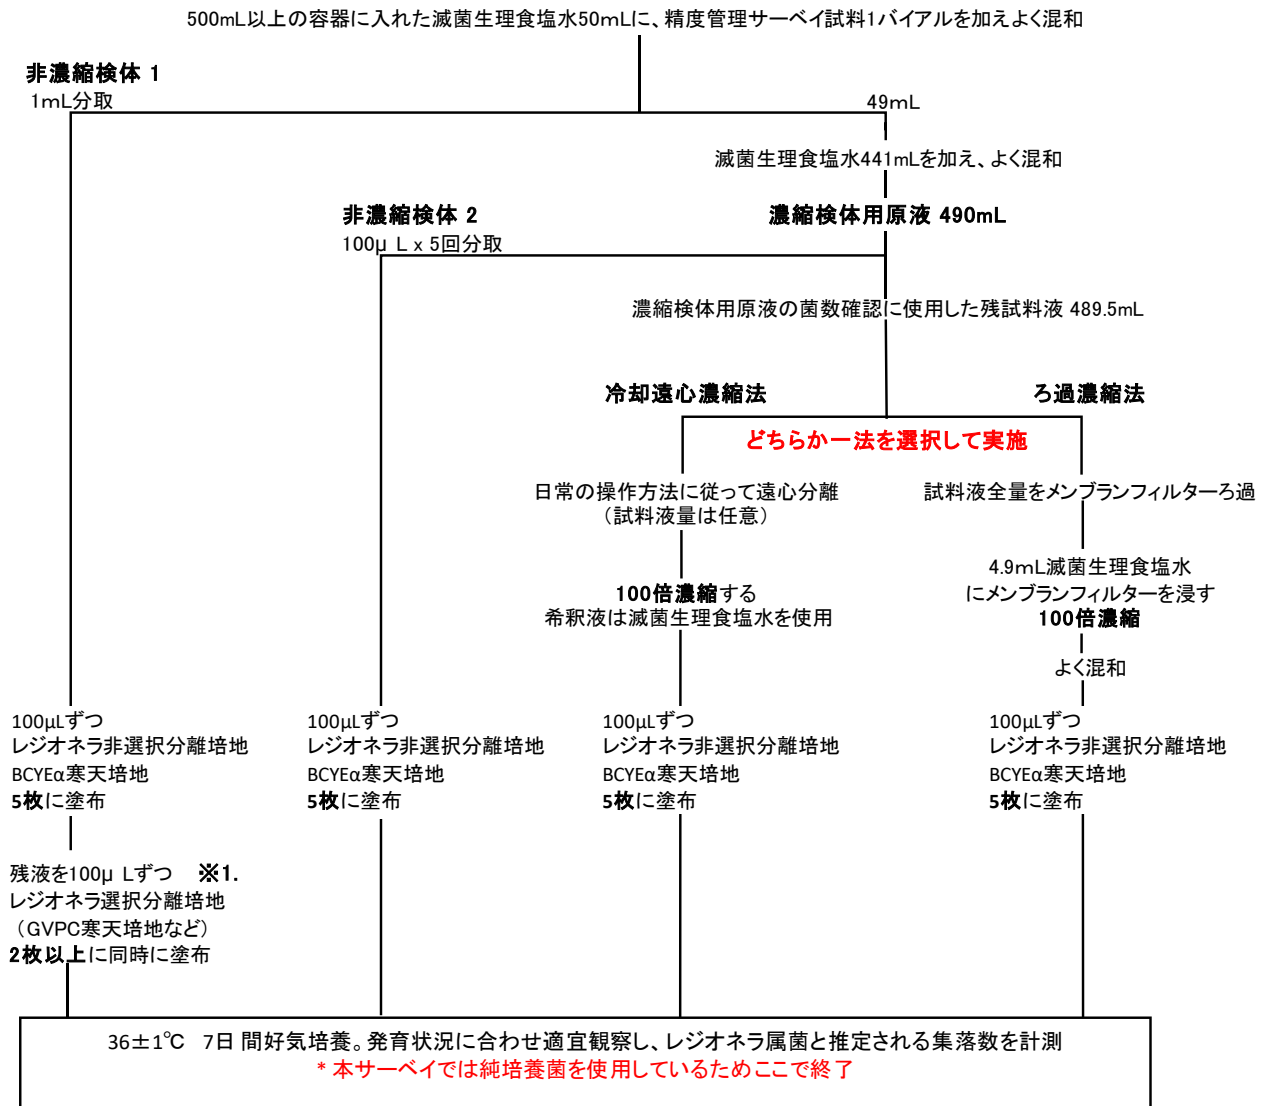 500mL以上の容器に入れた滅菌生理食塩水50mLに、精度管理サーベイ試料1バイアルを加えよく混和
非濃縮検体 1
1mL分取
49mL
滅菌生理食塩水441mLを加え、よく混和
非濃縮検体 2
100μ L x 5回分取
濃縮検体用原液 490mL
濃縮検体用原液の菌数確認に使用した残試料液 489.5mL
冷却遠心濃縮法
ろ過濃縮法
どちらか一法を選択して実施
日常の操作方法に従って遠心分離
（試料液量は任意）
100倍濃縮する
希釈液は滅菌生理食塩水を使用
試料液全量をメンブランフィルターろ過
4.9mL滅菌生理食塩水
にメンブランフィルターを浸す
100倍濃縮
よく混和
100μLずつ
レジオネラ非選択分離培地
BCYEα寒天培地
5枚に塗布
残液を100μ Lずつ ※1.
レジオネラ選択分離培地
（GVPC寒天培地など）
2枚以上に同時に塗布
100μLずつ
レジオネラ非選択分離培地
BCYEα寒天培地
5枚に塗布
100μLずつ
レジオネラ非選択分離培地
BCYEα寒天培地
5枚に塗布
100μLずつ
レジオネラ非選択分離培地
BCYEα寒天培地
5枚に塗布
36±1℃ 7日間好気培養。発育状況に合わせ適宜観察し、レジオネラ属菌と推定される集落数を計測
* 本サーベイでは純培養菌を使用しているためここで終了